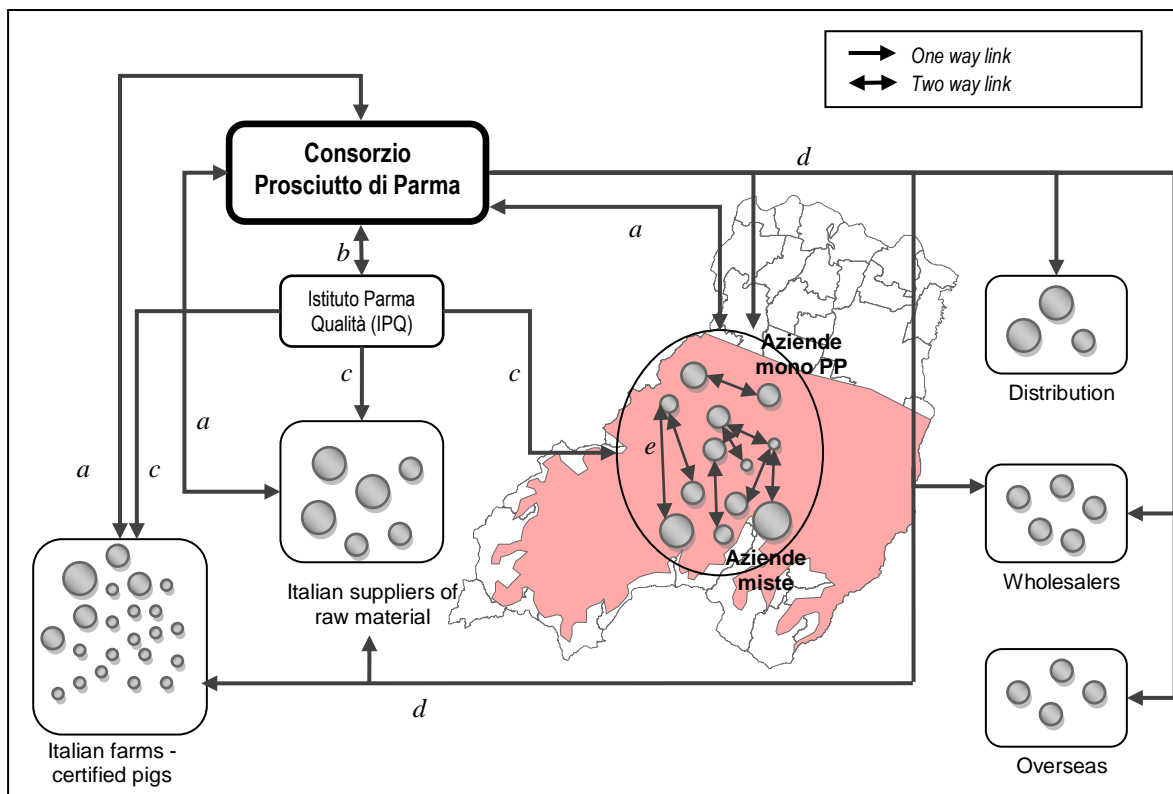 One way link
Two way link
Consorzio
Prosciutto di Parma
d
a
b
Istituto Parma
Qualità (IPQ)
Aziende
mono PP
Distribution
c
c
a
e
a
c
Wholesalers
Aziende
miste
Italian suppliers of
raw material
d
Italian farms -
certified pigs
Overseas